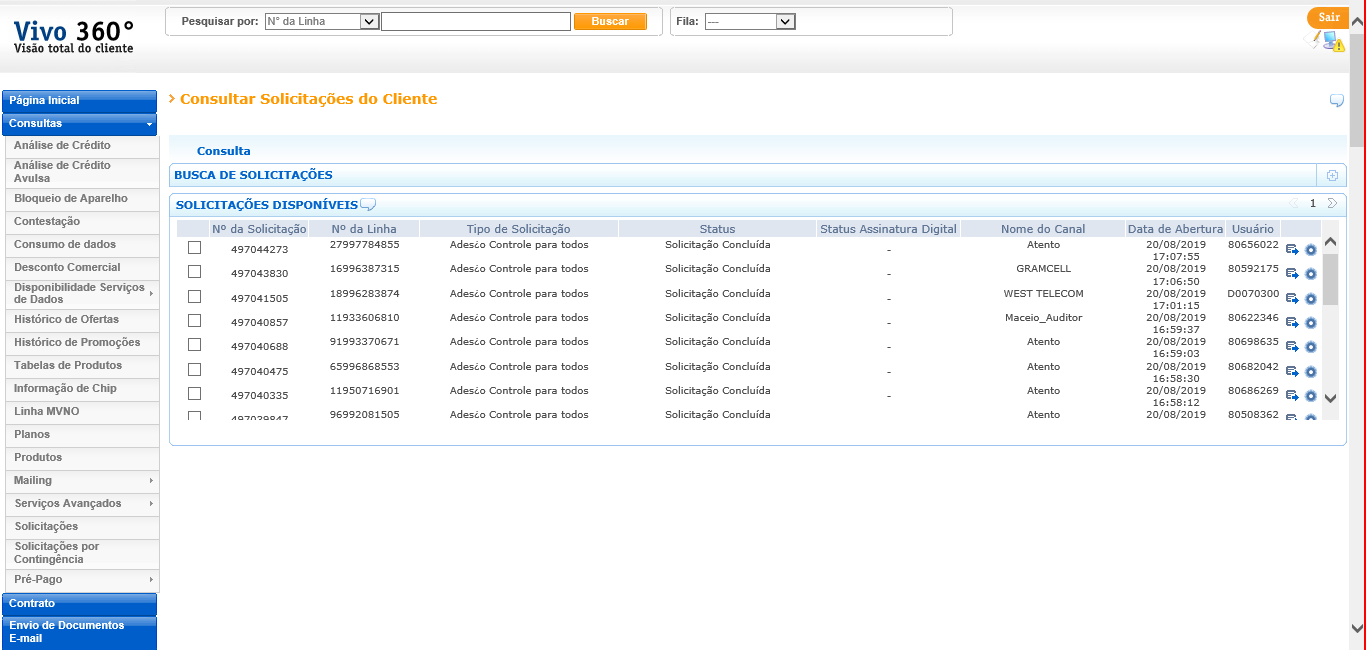 Vivo 360°
Visão total do cliente
Pesquisar por: N° da Linha Buscar
Fila: ---
Sair
Página Inicial
Consultas
Análise de Crédito
Análise de Crédito
Avulsa
Bloqueio de Aparelho
Contestação
Consumo de dados
Desconto Comercial
Disponibilidade Serviços
de Dados
Histórico de Ofertas
Histórico de Promoções
Tabelas de Produtos
Informação de Chip
Linha MVNO
Planos
Produtos
Mailing
Serviços Avançados
Solicitações
Solicitações por
Contingência
Pré-Pago
Contrato
Envio de Documentos
E-mail
Consultar Solicitações do Cliente
Consulta
BUSCA DE SOLICITAÇÕES
SOLICITAÇÕES DISPONÍVEIS 1
Nº da Solicitação Nº da Linha Tipo de Solicitação Status Status Assinatura Digital Nome do Canal Data de Abertura Usuário
497044273 27997784855 Ades¿o Controle para todos Solicitação Concluída - Atento 20/08/2019 17:07:55 80656022
497043830 16996387315 Ades¿o Controle para todos Solicitação Concluída - GRAMCELL 20/08/2019 17:06:50 80592175
497041505 18996283874 Ades¿o Controle para todos Solicitação Concluída - WEST TELECOM 20/08/2019 17:01:15 D0070300
497040857 11933606810 Ades¿o Controle para todos Solicitação Concluída - Maceio_Auditor 20/08/2019 16:59:37 80622346
497040688 91993370671 Ades¿o Controle para todos Solicitação Concluída - Atento 20/08/2019 16:59:03 80698635
497040475 65996868553 Ades¿o Controle para todos Solicitação Concluída - Atento 20/08/2019 16:58:30 80682042
497040335 11950716901 Ades¿o Controle para todos Solicitação Concluída - Atento 20/08/2019 16:58:12 80686269
497039847 96992081505 Ades¿o Controle para todos Solicitação Concluída Atento 20/08/2019 80508362